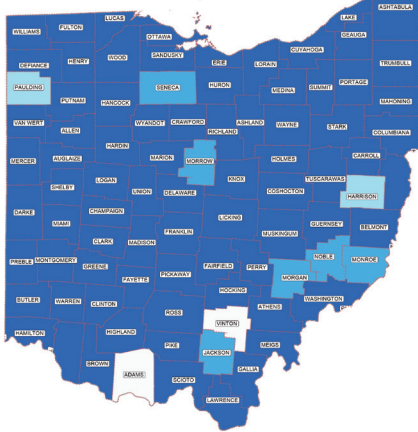 ASHTABULA
LAKE
LUCAS
GEAUGA
WILLIAMS
FULTON
OTTAWA
CUYAHOGA
SANDUSKY
WOOD
ERIE
LORAIN
TRUMBULL
HENRY
DEFIANCE
PORTAGE
SENECA
HURON
MEDINA
SUMMIT
PAULDING
MAHONING
PUTNAM
HANCOCK
VAN WERT
WYANDOT
CRAWFORD
ASHLAND
WAYNE
STARK
RICHLAND
COLUMBIANA
ALLEN
HARDIN
CARROLL
MERCER
AUGLAIZE
MARION
MORROW
HOLMES
TUSCARAWAS
KNOX
LOGAN
SHELBY
UNION
DELAWARE
COSHOCTON
HARRISON
DARKE
CHAMPAIGN
LICKING
MIAMI
GUERNSEY
BELMONT
FRANKLIN
MUSKINGUM
CLARK
MADISON
NOBLE
MONROE
PREBLE
MONTGOMERY
GREENE
FAIRFIELD
PERRY
PICKAWAY
MORGAN
FAYETTE
HOCKING
WASHINGTON
BUTLER
WARREN
CLINTON
ATHENS
ROSS
VINTON
HAMILTON
HIGHLAND
PIKE
MEIGS
JACKSON
BROWN
GALLIA
ADAMS
SCIOTO
LAWRENCE